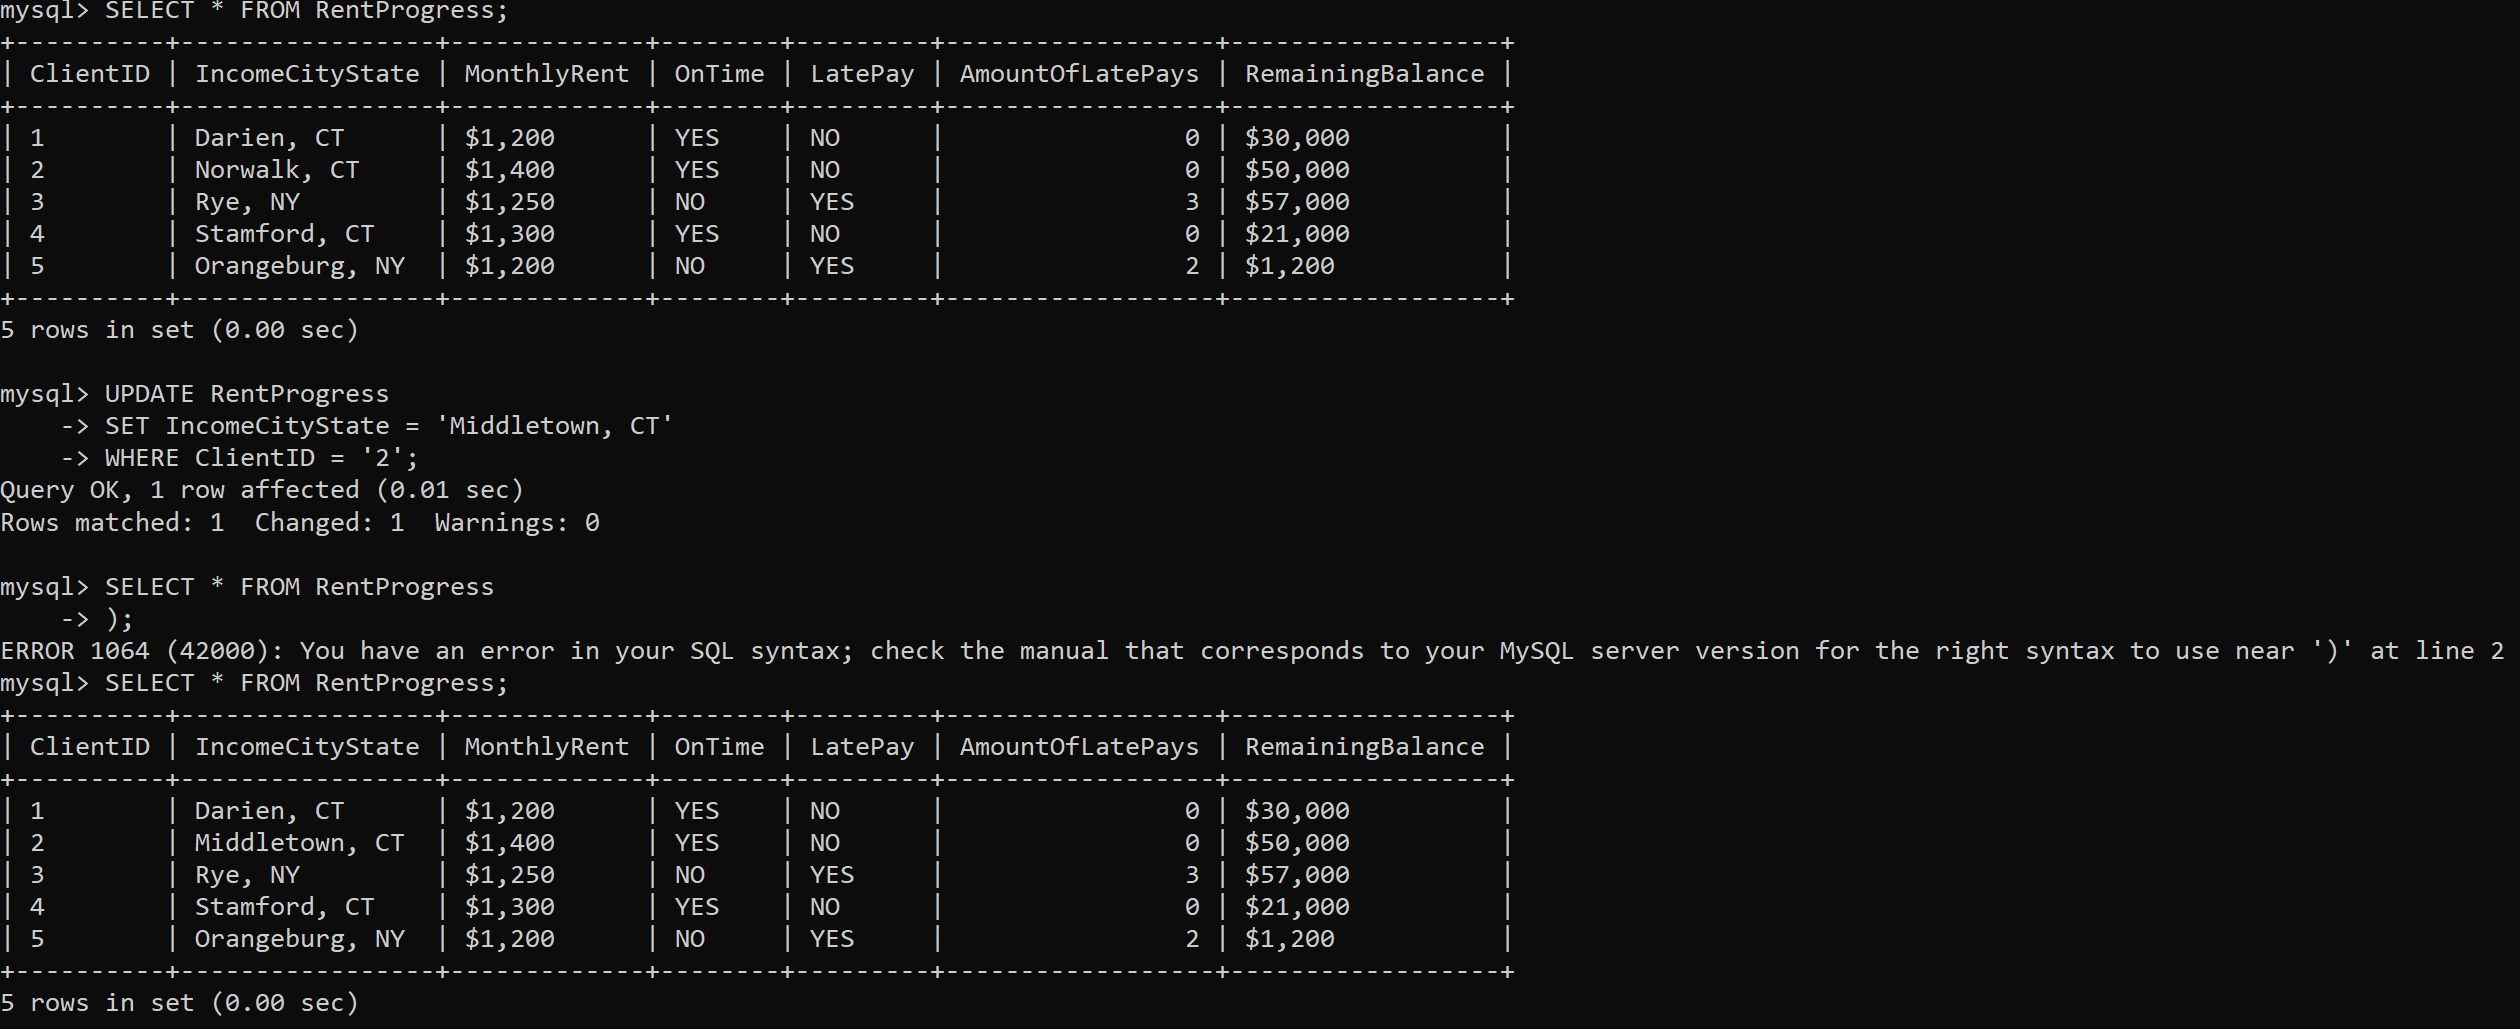 mysql> SELECT * FROM RentProgress;
+----------+-----------------+-------------+--------+---------+------------------+------------------+
| ClientID | IncomeCityState | MonthlyRent | OnTime | LatePay | AmountOfLatePays | RemainingBalance |
+----------+-----------------+-------------+--------+---------+------------------+------------------+
| 1        | Darien, CT      | $1,200      | YES    | NO      |                0 | $30,000          |
| 2        | Norwalk, CT     | $1,400      | YES    | NO      |                0 | $50,000          |
| 3        | Rye, NY         | $1,250      | NO     | YES     |                3 | $57,000          |
| 4        | Stamford, CT    | $1,300      | YES    | NO      |                0 | $21,000          |
| 5        | Orangeburg, NY  | $1,200      | NO     | YES     |                2 | $1,200           |
+----------+-----------------+-------------+--------+---------+------------------+------------------+
5 rows in set (0.00 sec)

mysql> UPDATE RentProgress
    -> SET IncomeCityState = 'Middletown, CT'
    -> WHERE ClientID = '2';
Query OK, 1 row affected (0.01 sec)
Rows matched: 1  Changed: 1  Warnings: 0

mysql> SELECT * FROM RentProgress
    -> );
ERROR 1064 (42000): You have an error in your SQL syntax; check the manual that corresponds to your MySQL server version for the right syntax to use near ')' at line 2
mysql> SELECT * FROM RentProgress;
+----------+-----------------+-------------+--------+---------+------------------+------------------+
| ClientID | IncomeCityState | MonthlyRent | OnTime | LatePay | AmountOfLatePays | RemainingBalance |
+----------+-----------------+-------------+--------+---------+------------------+------------------+
| 1        | Darien, CT      | $1,200      | YES    | NO      |                0 | $30,000          |
| 2        | Middletown, CT  | $1,400      | YES    | NO      |                0 | $50,000          |
| 3        | Rye, NY         | $1,250      | NO     | YES     |                3 | $57,000          |
| 4        | Stamford, CT    | $1,300      | YES    | NO      |                0 | $21,000          |
| 5        | Orangeburg, NY  | $1,200      | NO     | YES     |                2 | $1,200           |
+----------+-----------------+-------------+--------+---------+------------------+------------------+
5 rows in set (0.00 sec)